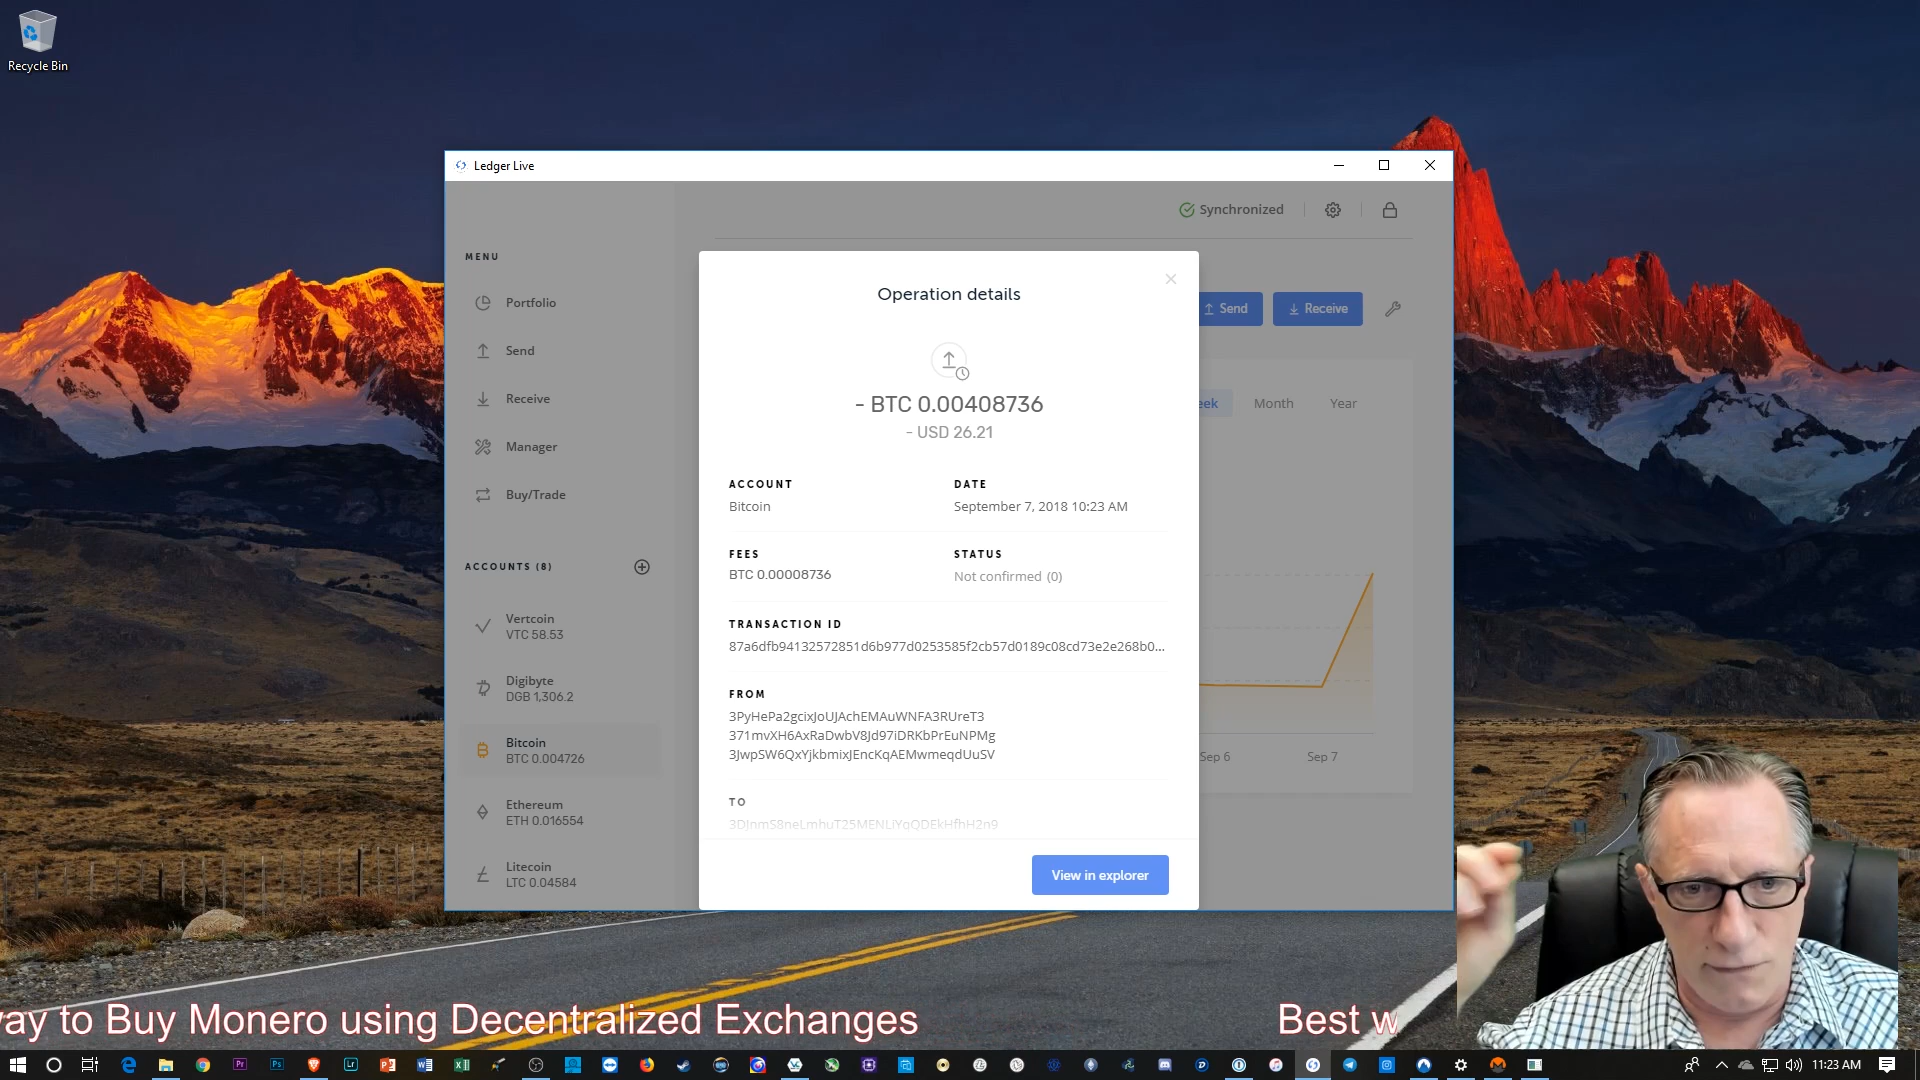 Recycle Bin
Ledger Live
Synchronized
MENU
Portfolio
Send
Receive
Manager
Buy/Trade
ACCOUNTS (8)
Vertcoin
VTC 58.53
Digibyte
DGB 1,306.2
Bitcoin
BTC 0.004726
Ethereum
ETH 0.016554
Litecoin
LTC 0.04584
Send
Receive
eek
Month
Year
Sep 6
Sep 7
Operation details
- BTC 0.00408736
- USD 26.21
ACCOUNT
Bitcoin
DATE
September 7, 2018 10:23 AM
FEES
BTC 0.00008736
STATUS
Not confirmed (0)
TRANSACTION ID
87a6dfb94132572851d6b977d0253585f2cb57d0189c08cd73e2e268b0...
FROM
3PyHePa2gcixJoUJAchEMAuWNFA3RUreT3
371mvXH6AxRaDwbV8Jd97iDRKbPrEuNPMg
3JwpSW6QxYjkbmixJEncKqAEMwmeqdUuSV
TO
3DJnmS8neLmhuT25MENLiYqQDEkHfhH2n9
View in explorer
way to Buy Monero using Decentralized Exchanges
Best w
11:23 AM